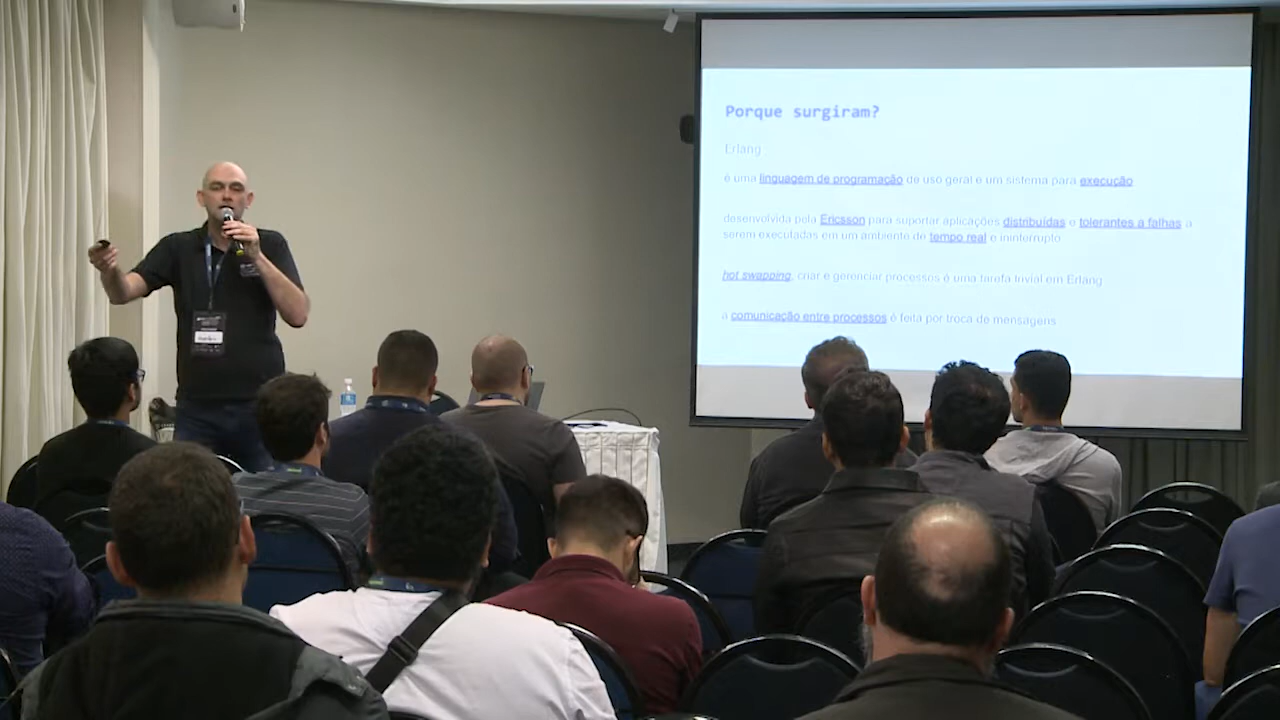 Porque surgiram?
Erlang
é uma linguagem de programação de uso geral e um sistema para execução
desenvolvida pela Ericsson para suportar aplicações distribuídas e tolerantes a falhas a
serem executadas em um ambiente de tempo real e ininterrupto
hot swapping, criar e gerenciar processos é uma tarefa trivial em Erlang
a comunicação entre processos é feita por troca de mensagens